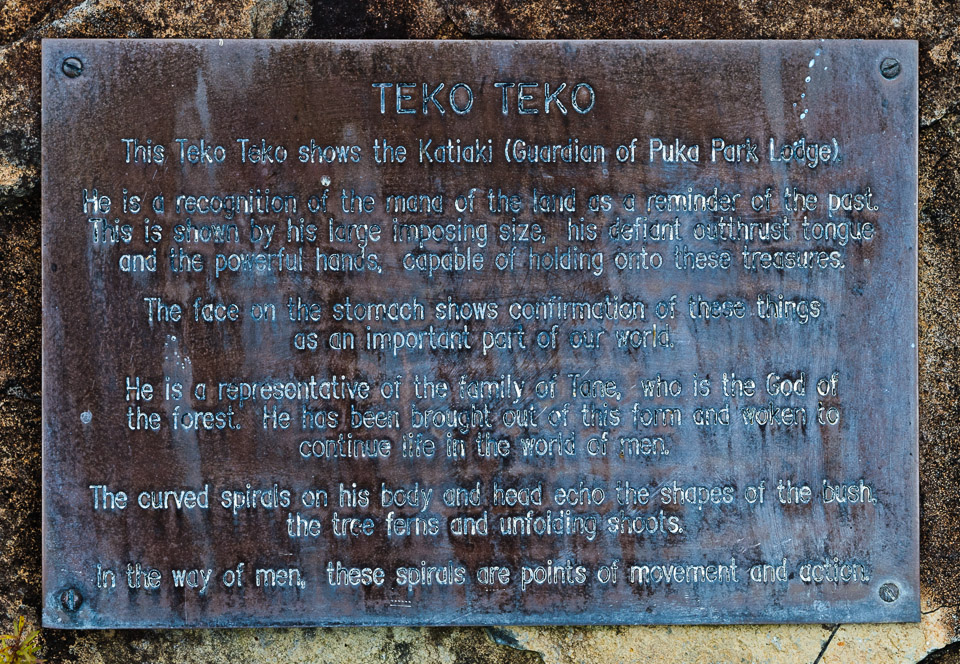 TEKO TEKO
This Teko Teko shows the Katiaki (Guardian of Puka Park Lodge)
He is a recognition of the mana of the land as a reminder of the past.
This is shown by his large imposing size, his defiant outthrust tongue
and the powerful hands, capable of holding onto these treasures.
The face on the stomach shows confirmation of these things
as an important part of our world.
He is a representative of the family of Tane, who is the God of
the forest. He has been brought out of this form and woken to
continue life in the world of men.
The curved spirals on his body and head echo the shapes of the bush,
the tree ferns and unfolding shoots.
In the way of men, these spirals are points of movement and action.